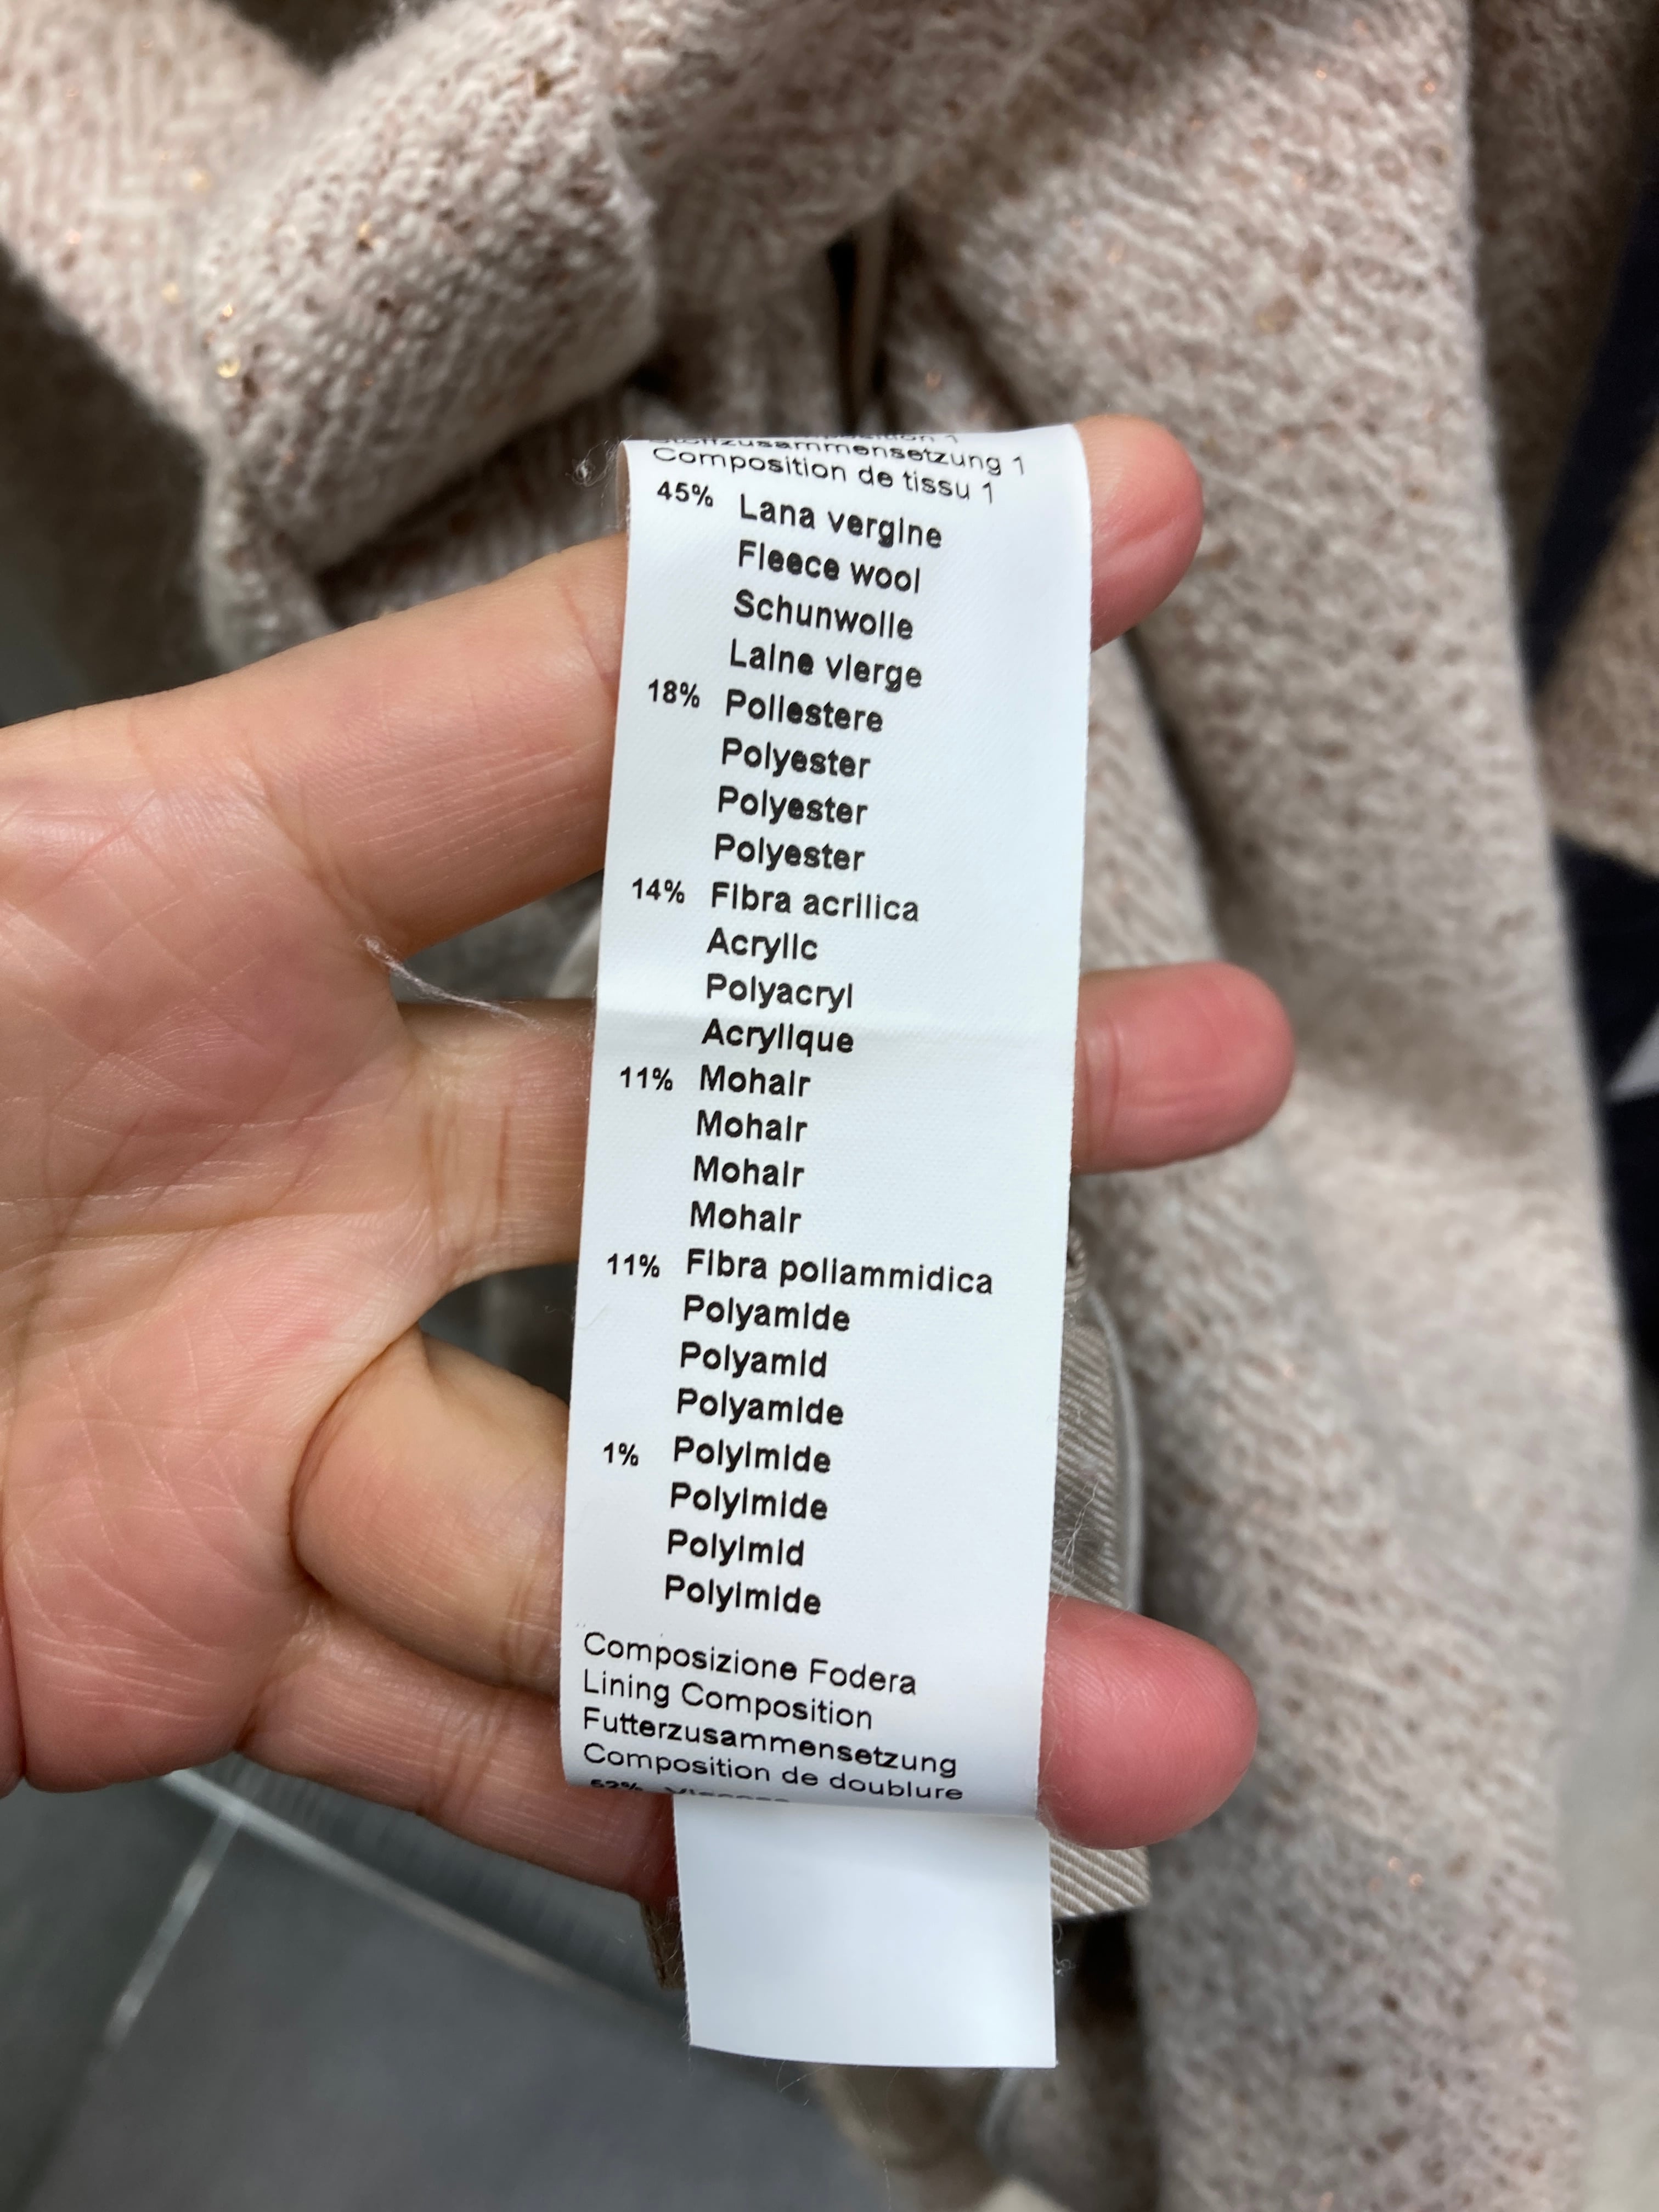 Stoffzusammensetzung 1
Composition de tissu 1
45% Lana vergine
Fleece wool
Schunwolle
Laine vierge
18% Poliestere
Polyester
Polyester
Polyester
14% Fibra acrilica
Acrylic
Polyacryl
Acrylique
11% Mohair
Mohair
Mohair
Mohair
11% Fibra poliammidica
Polyamide
Polyamid
Polyamide
1% Polyimide
Polyimide
Polyimid
Polyimide
Composizione Fodera
Lining Composition
Futterzusammensetzung
Composition de doublure